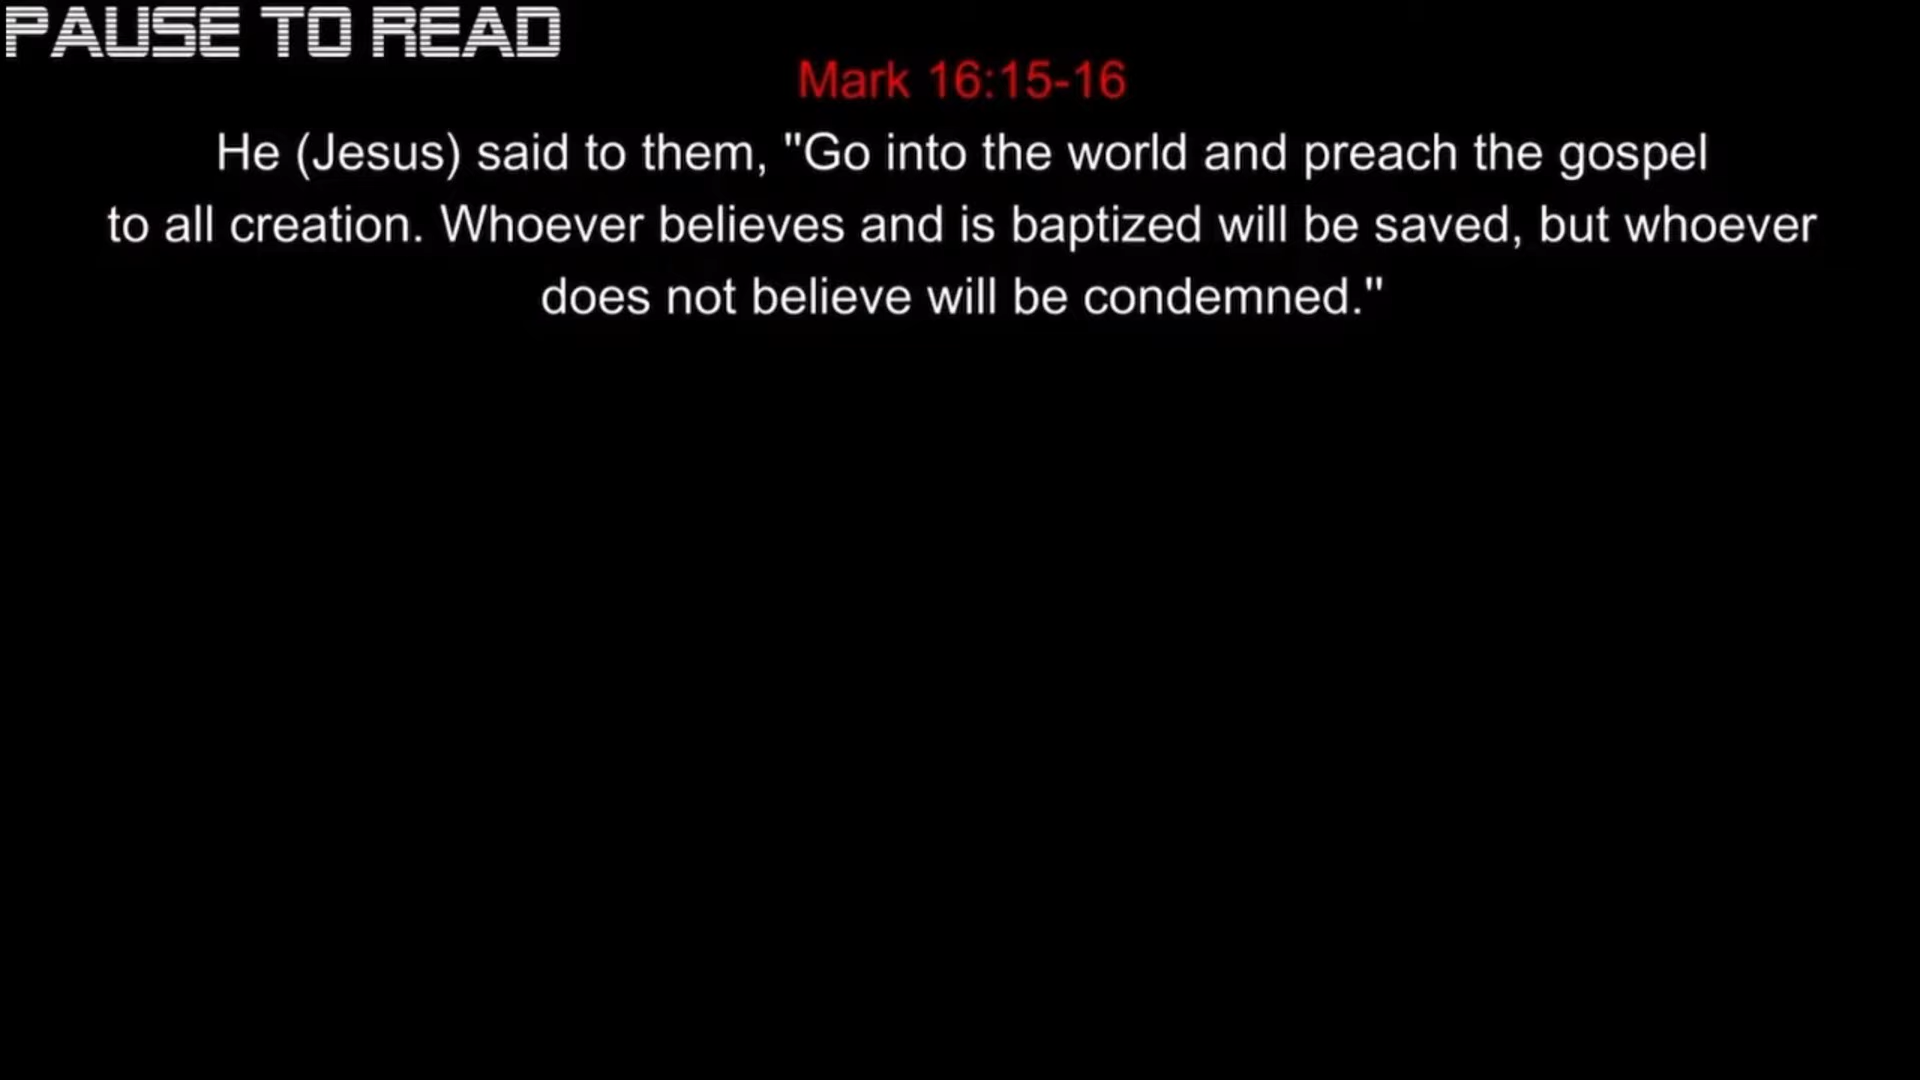 PAUSE TO READ
Mark 16:15-16
He (Jesus) said to them, "Go into the world and preach the gospel
to all creation. Whoever believes and is baptized will be saved, but whoever
does not believe will be condemned."